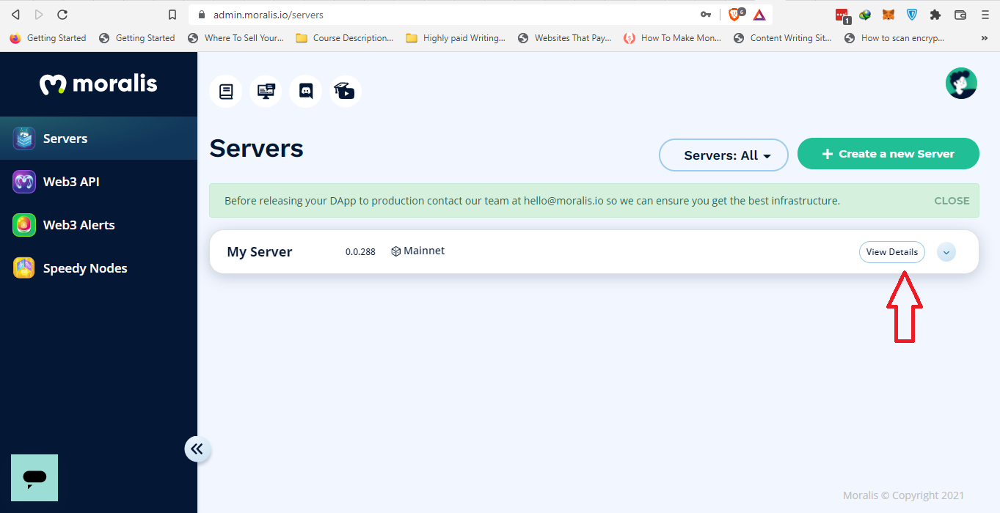 admin.moralis.io/servers
6
1
Getting Started
Getting Started
Where To Sell Your...
Course Description...
Highly paid Writing...
Websites That Pay...
How To Make Mon...
Content Writing Sit...
How to scan encryp...
»
moralis
Servers
Web3 API
Web3 Alerts
Speedy Nodes
Servers
Servers: All
+ Create a new Server
Before releasing your DApp to production contact our team at hello@moralis.io so we can ensure you get the best infrastructure.
CLOSE
My Server
0.0.288
Mainnet
View Details
Moralis © Copyright 2021